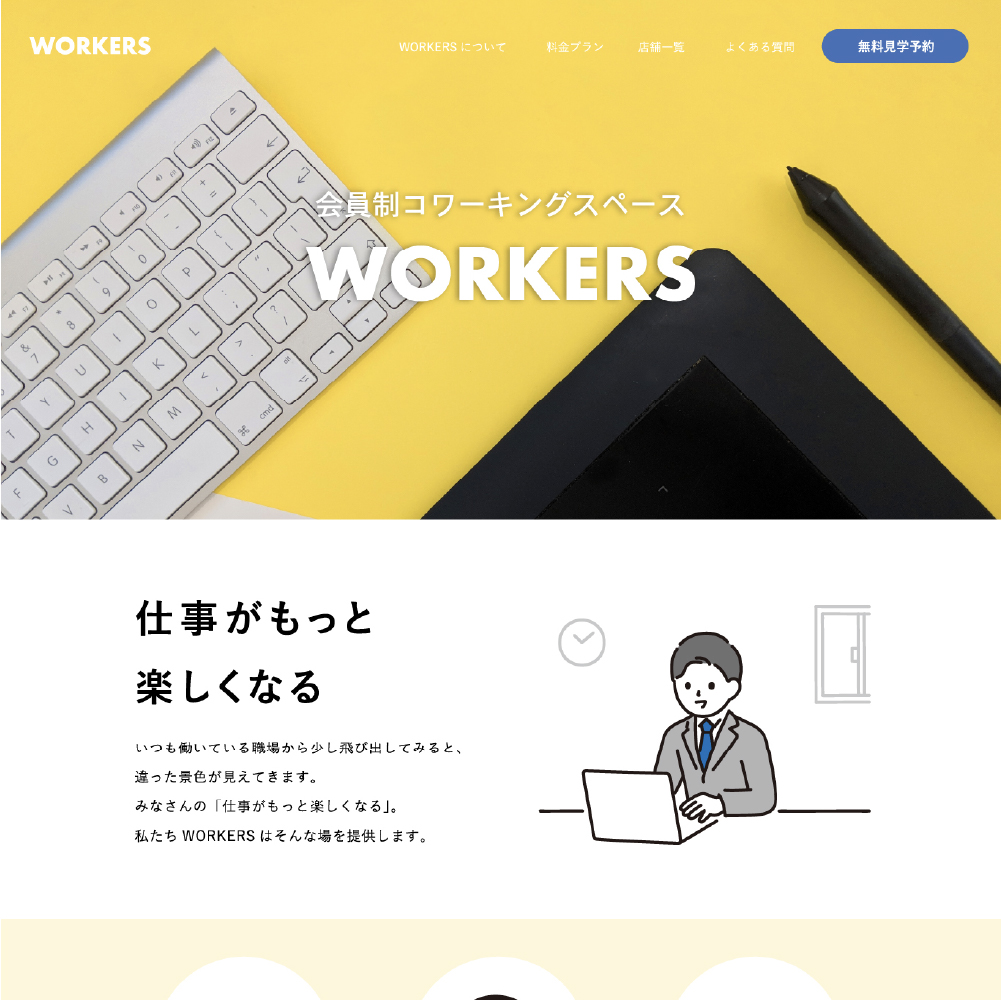 WORKERS
WORKERS について
料金プラン
店舗一覧
よくある質問
無料見学予約
会員制コワーキングスペース
WORKERS
仕事がもっと
楽しくなる
いつも働いている職場から少し飛び出してみると、
違った景色が見えてきます。
みなさんの「仕事がもっと楽しくなる」。
私たち WORKERS はそんな場を提供します。